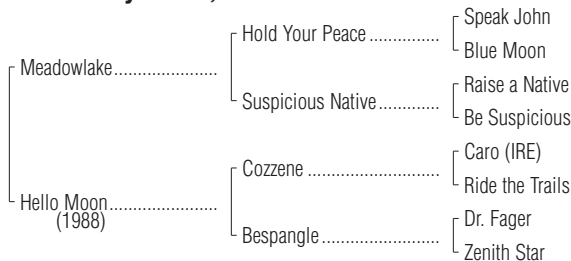 Speak John
Hold Your Peace ...............
Blue Moon
Meadowlake......................
Raise a Native
Suspicious Native.............
Be Suspicious
Caro (IRE)
Cozzene ............................
Ride the Trails
Hello Moon.......................
(1988)
Dr. Fager
Bespangle.........................
Zenith Star